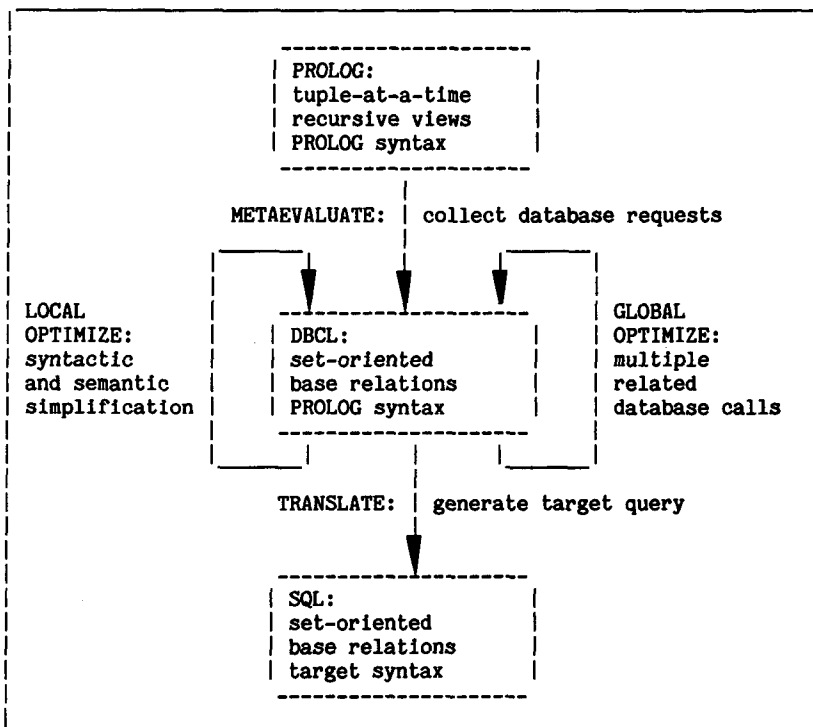 PROLOG:
tuple-at-a-time
recursive views
PROLOG syntax
METAEVALUATE: collect database requests
LOCAL
OPTIMIZE:
syntactic
and semantic
simplification
DBCL:
set-oriented
base relations
PROLOG syntax
GLOBAL
OPTIMIZE:
multiple
related
database calls
TRANSLATE: generate target query
SQL:
set-oriented
base relations
target syntax